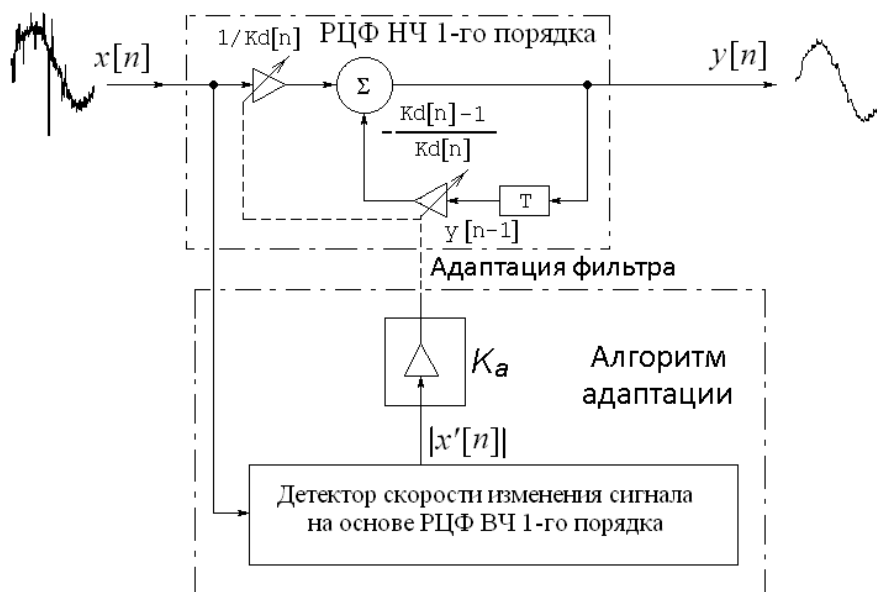 РЦФ НЧ 1-го порядка
1/Kd[n]
x[n]
y[n]
Σ
-
Kd[n]-1
Kd[n]
T
y[n-1]
Адаптация фильтра
Ka
Алгоритм
адаптации
|x'[n]|
Детектор скорости изменения сигнала
на основе РЦФ ВЧ 1-го порядка